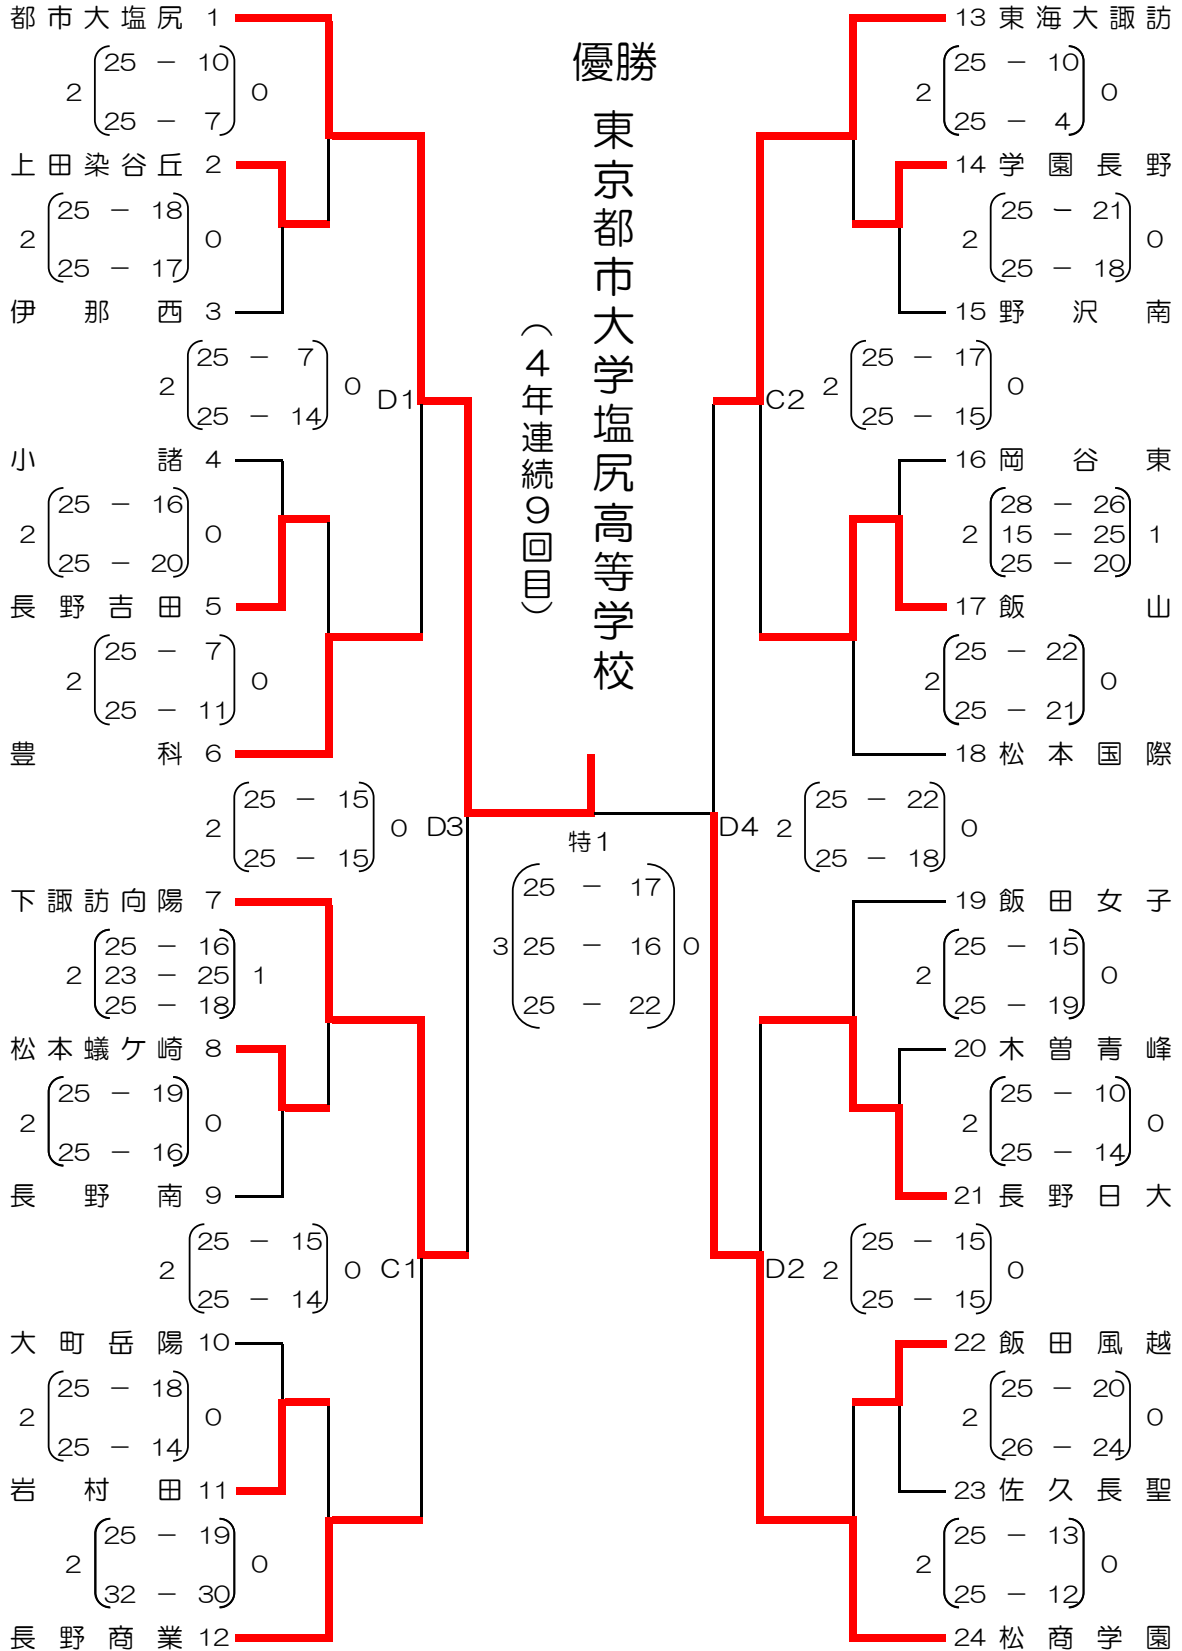 優勝
東京都市大学塩尻高等学校
（4年連続9回目）
都市大塩尻 1
2 25 － 10 0
25 － 7
上田染谷丘 2
2 25 － 18 0
25 － 17
伊那西 3
2 25 － 7 0 D1
25 － 14
小諸 4
2 25 － 16 0
25 － 20
長野吉田 5
2 25 － 7 0
25 － 11
豊科 6
2 25 － 15 0 D3
25 － 15
下諏訪向陽 7
25 － 16
2 23 － 25 1
25 － 18
松本蟻ケ崎 8
2 25 － 19 0
25 － 16
長野南 9
2 25 － 15 0 C1
25 － 14
大町岳陽 10
2 25 － 18 0
25 － 14
岩村田 11
2 25 － 19 0
32 － 30
長野商業 12
特1
25 － 17
3 25 － 16 0
25 － 22
13 東海大諏訪
2 25 － 10 0
25 － 4
14 学園長野
2 25 － 21 0
25 － 18
15 野沢南
C2 2 25 － 17 0
25 － 15
16 岡谷東
28 － 26
2 15 － 25 1
25 － 20
17 飯山
2 25 － 22 0
25 － 21
18 松本国際
D4 2 25 － 22 0
25 － 18
19 飯田女子
2 25 － 15 0
25 － 19
20 木曽青峰
2 25 － 10 0
25 － 14
21 長野日大
D2 2 25 － 15 0
25 － 15
22 飯田風越
2 25 － 20 0
26 － 24
23 佐久長聖
2 25 － 13 0
25 － 12
24 松商学園